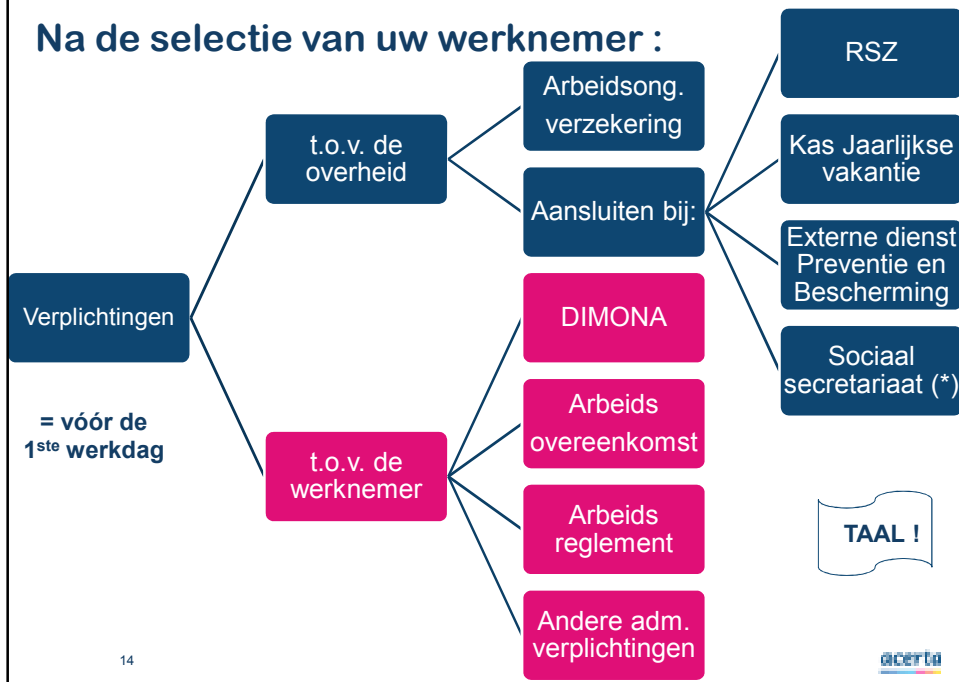 Na de selectie van uw werknemer :
Verplichtingen
= vóór de
1ste werkdag
t.o.v. de
overheid
Arbeidsong.
verzekering
Aansluiten bij:
RSZ
Kas Jaarlijkse
vakantie
Externe dienst
Preventie en
Bescherming
Sociaal
secretariaat (*)
t.o.v. de
werknemer
DIMONA
Arbeids
overeenkomst
Arbeids
reglement
Andere adm.
verplichtingen
TAAL !
14
acerta